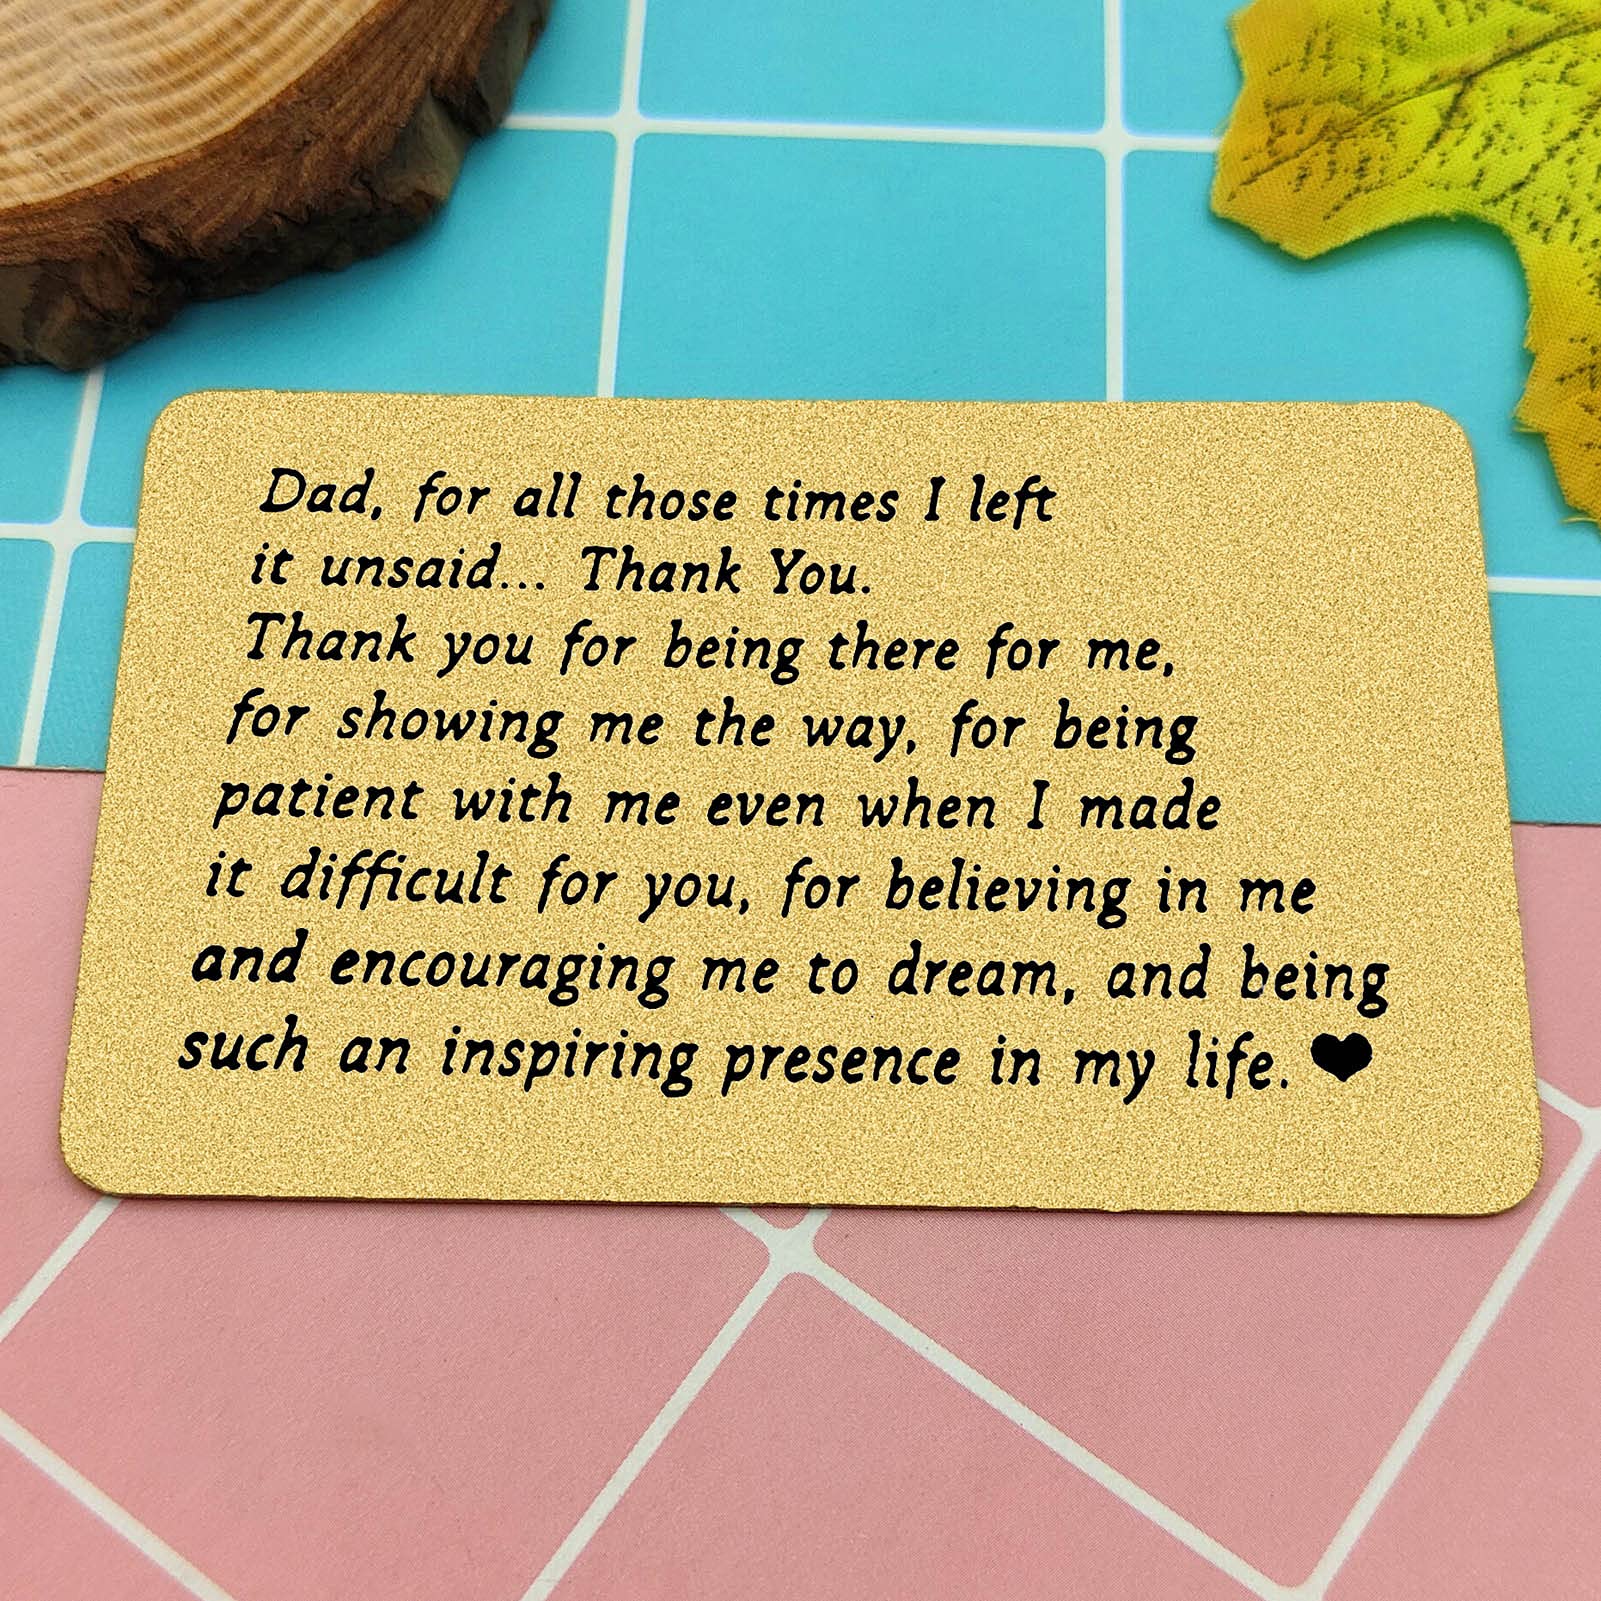 Dad, for all those times I left
it unsaid... Thank You.
Thank you for being there for me,
for showing me the way, for being
patient with me even when I made
it difficult for you, for believing in me
and encouraging me to dream, and being
such an inspiring presence in my life. ♥